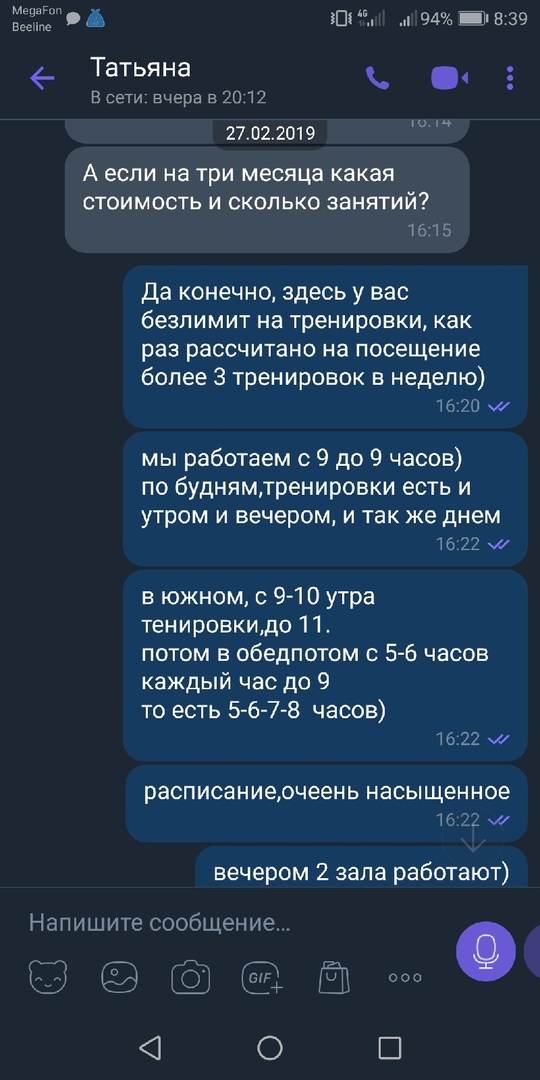 MegaFon
Beeline
4G
94%
8:39
Татьяна
В сети: вчера в 20:12
16:14
27.02.2019
А если на три месяца какая
стоимость и сколько занятий?
16:15
Да конечно, здесь у вас
безлимит на тренировки, как
раз рассчитано на посещение
более 3 тренировок в неделю)
16:20
мы работаем с 9 до 9 часов)
по будням,тренировки есть и
утром и вечером, и так же днем
16:22
в южном, с 9-10 утра
тенировки,до 11.
потом в обедпотом с 5-6 часов
каждый час до 9
то есть 5-6-7-8 часов)
16:22
расписание,очеень насыщенное
16:22
вечером 2 зала работают)
Напишите сообщение...
GIF